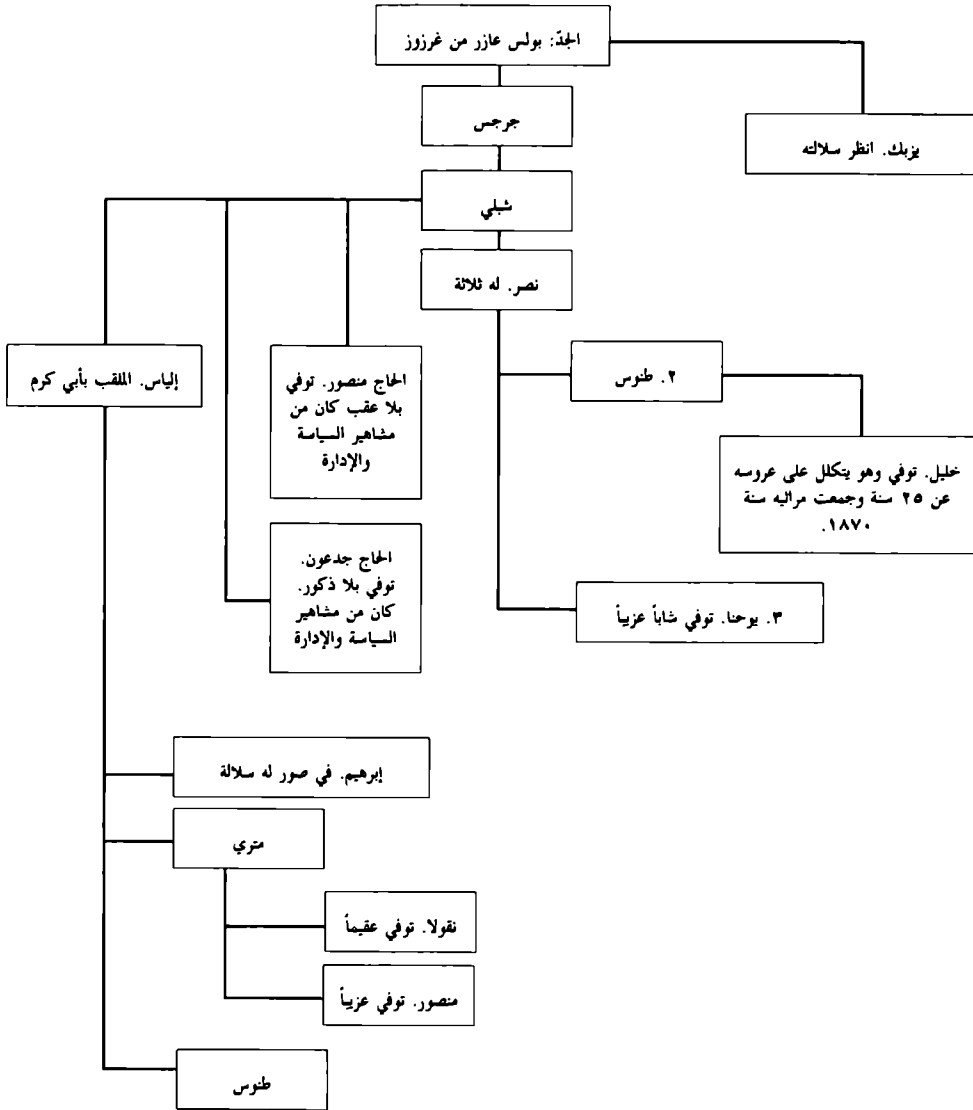 الجدّ: بولس عازر من غرزوز
جرجس
يزبك. انظر سلالته
شبلي
نصر. له ثلاثة
إلياس. الملقب بأبي كرم
الحاج منصور. توفي
بلا عقب كان من
مشاهير السياسة
والإدارة
٢. طنوس
خليل. توفي وهو يتكلل على عروسه
عن ٢٥ سنة وجمعت مراثيه سنة
١٨٧٠.
الحاج جدعون.
توفي بلا ذكور.
كان من مشاهير
السياسة والإدارة
٣. يوحنا. توفي شاباً عزيباً
إبرهيم. في صور له سلالة
متري
نقولا. توفي عقيماً
منصور. توفي عزيباً
طنوس